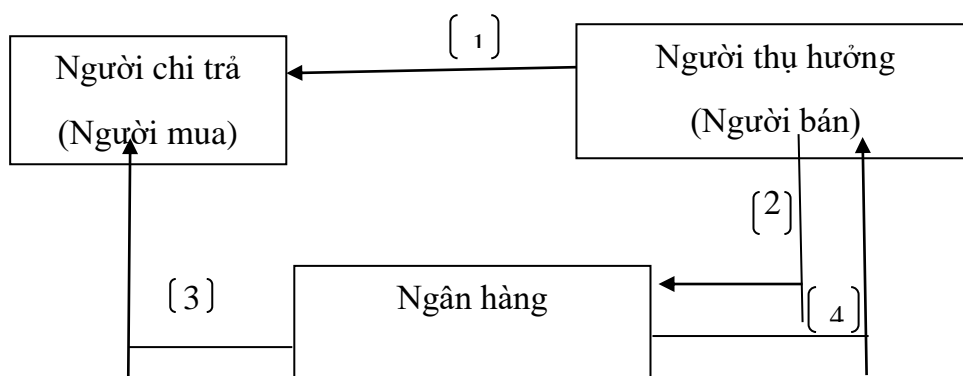 ( 1 )
Người chi trả
(Người mua)
Người thụ hưởng
(Người bán)
( 2 )
( 3 )
Ngân hàng
( 4 )